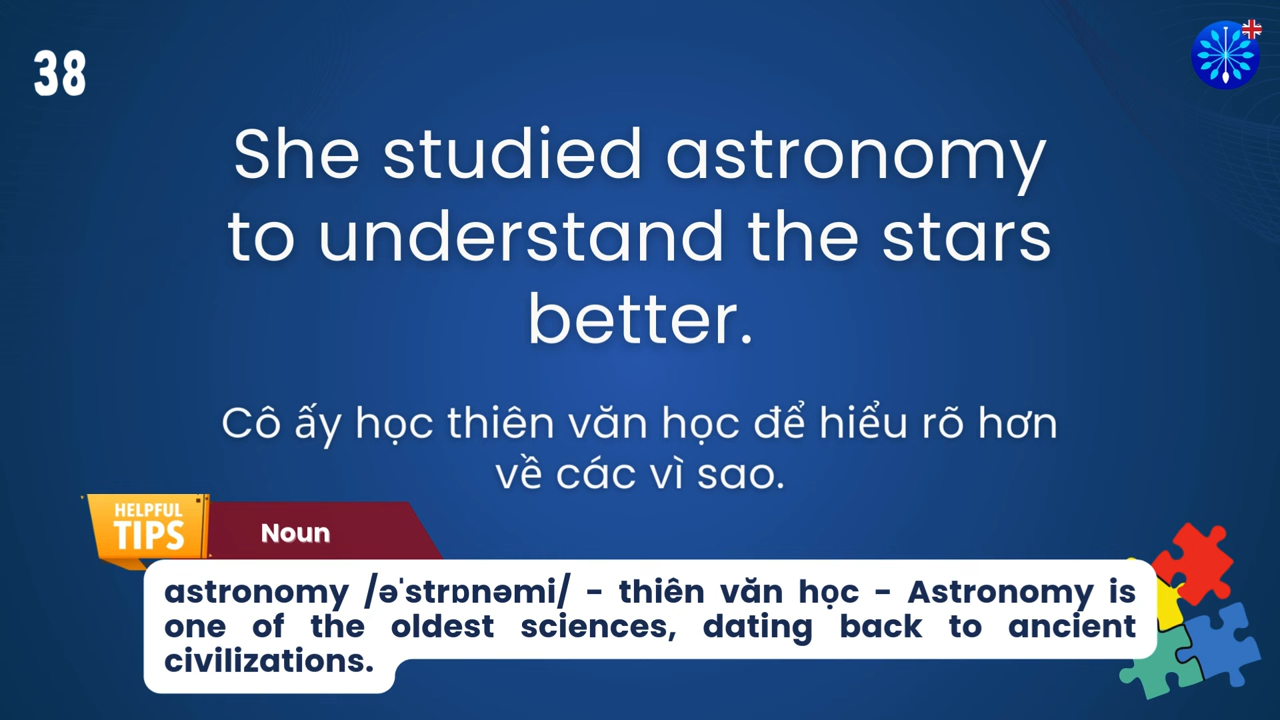 38
She studied astronomy
to understand the stars
better.
Cô ấy học thiên văn học để hiểu rõ hơn
về các vì sao.
HELPFUL
TIPS
Noun
astronomy /əˈstrɒnəmi/ - thiên văn học - Astronomy is
one of the oldest sciences, dating back to ancient
civilizations.